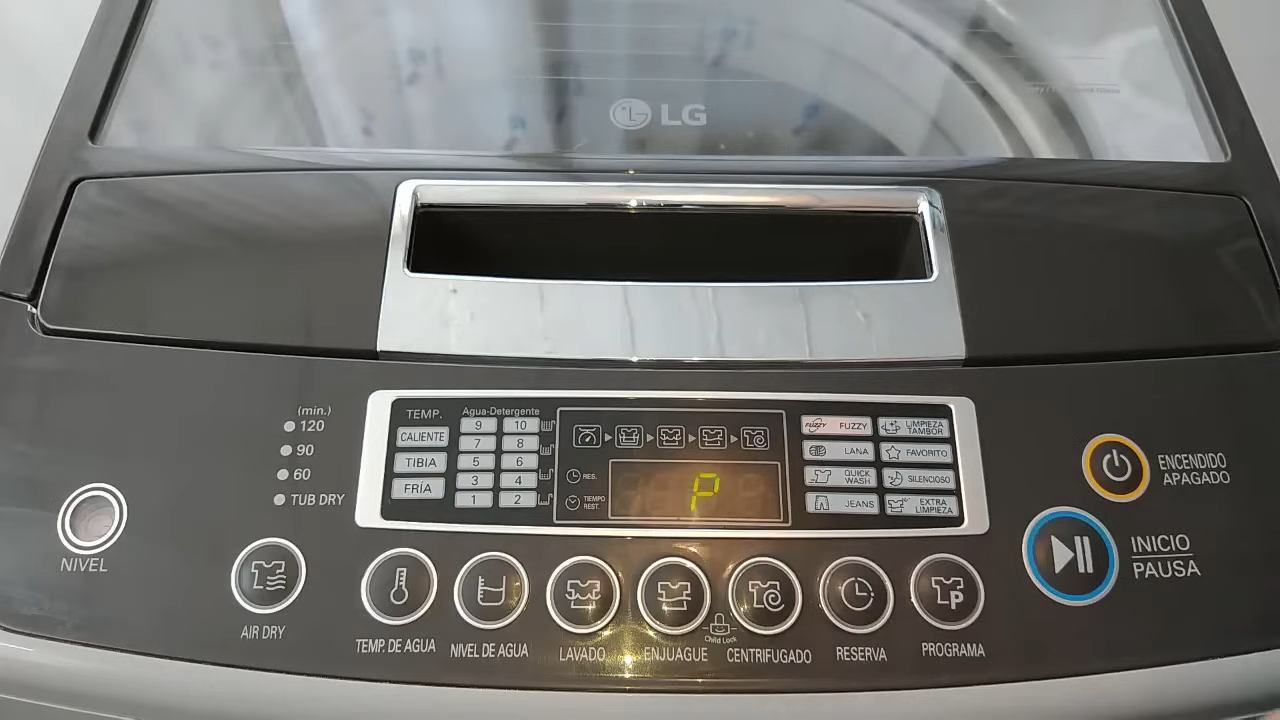 LG
(min.)
120
90
60
TUB DRY
NIVEL
AIR DRY
TEMP.
CALIENTE
TIBIA
FRÍA
Agua-Detergente
9 10
7 8
5 6
3 4
1 2
RES.
TIEMPO
REST.
P
FUZZY FUZZY
LIMPIEZA
TAMBOR
LANA
FAVORITO
QUICK
WASH
SILENCIOSO
JEANS
EXTRA
LIMPIEZA
ENCENDIDO
APAGADO
INICIO
PAUSA
TEMP. DE AGUA
NIVEL DE AGUA
LAVADO
ENJUAGUE
Child Lock
CENTRIFUGADO
RESERVA
P
PROGRAMA